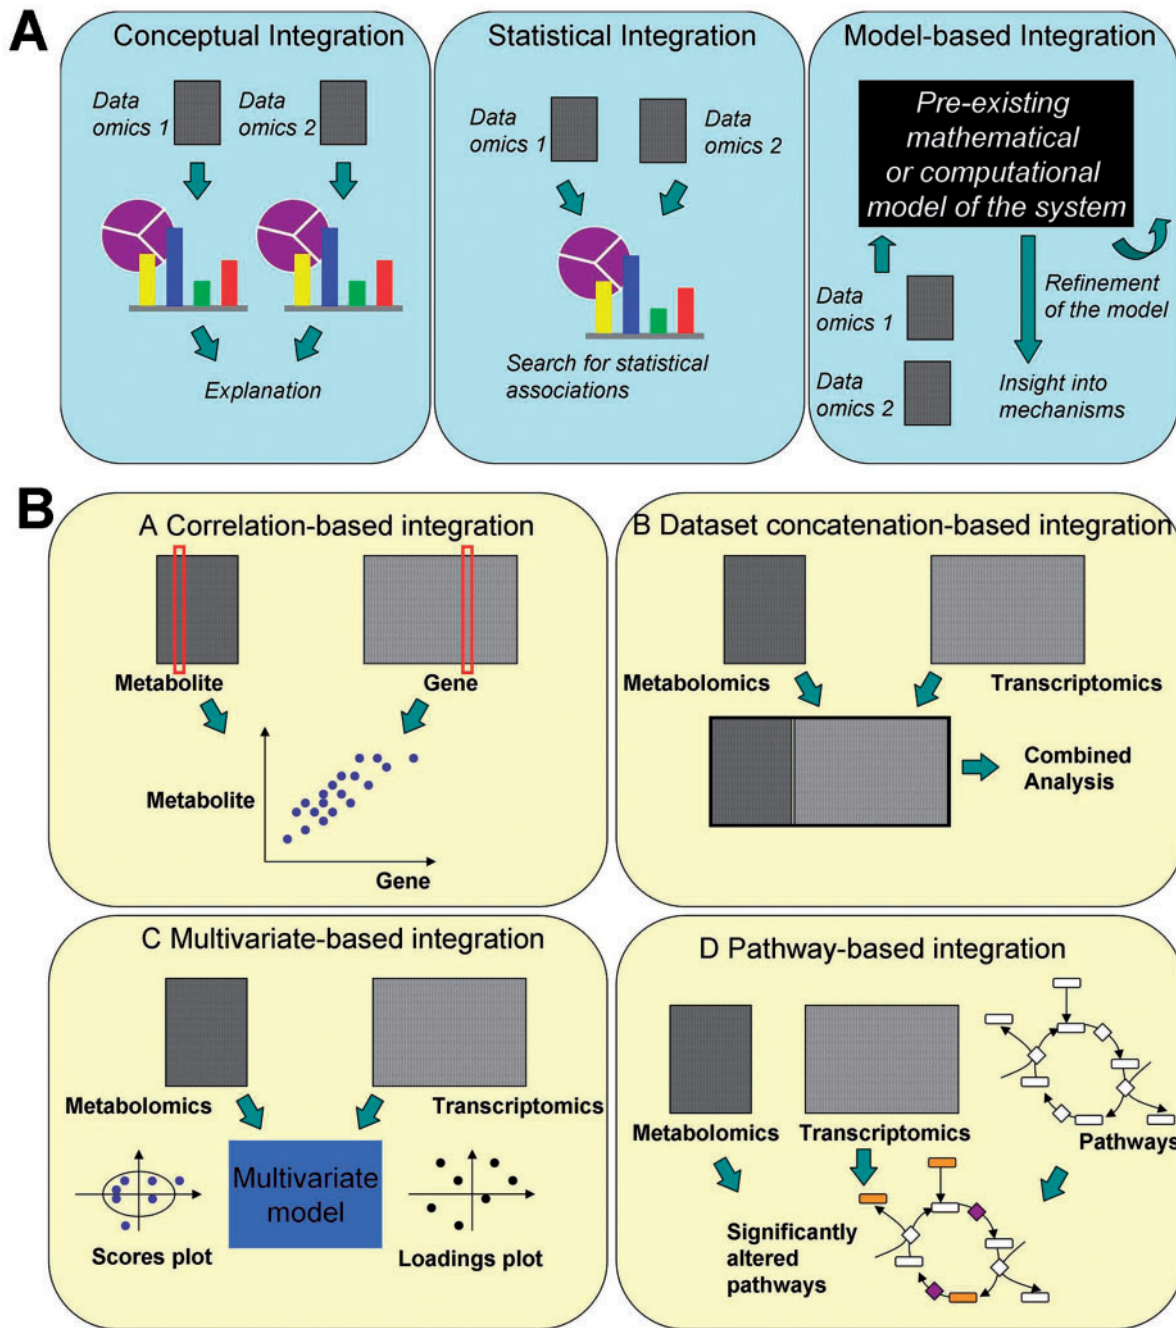 A
Conceptual Integration
Data
omics 1
Data
omics 2
Explanation
Statistical Integration
Data
omics 1
Data
omics 2
Search for statistical
associations
Model-based Integration
Pre-existing
mathematical
or computational
model of the system
Data
omics 1
Refinement
of the model
Data
omics 2
Insight into
mechanisms
B
A Correlation-based integration
Metabolite
Gene
Metabolite
Gene
B Dataset concatenation-based integration
Metabolomics
Transcriptomics
Combined
Analysis
C Multivariate-based integration
Metabolomics
Transcriptomics
Multivariate
model
Scores plot
Loadings plot
D Pathway-based integration
Metabolomics
Transcriptomics
Pathways
Significantly
altered
pathways